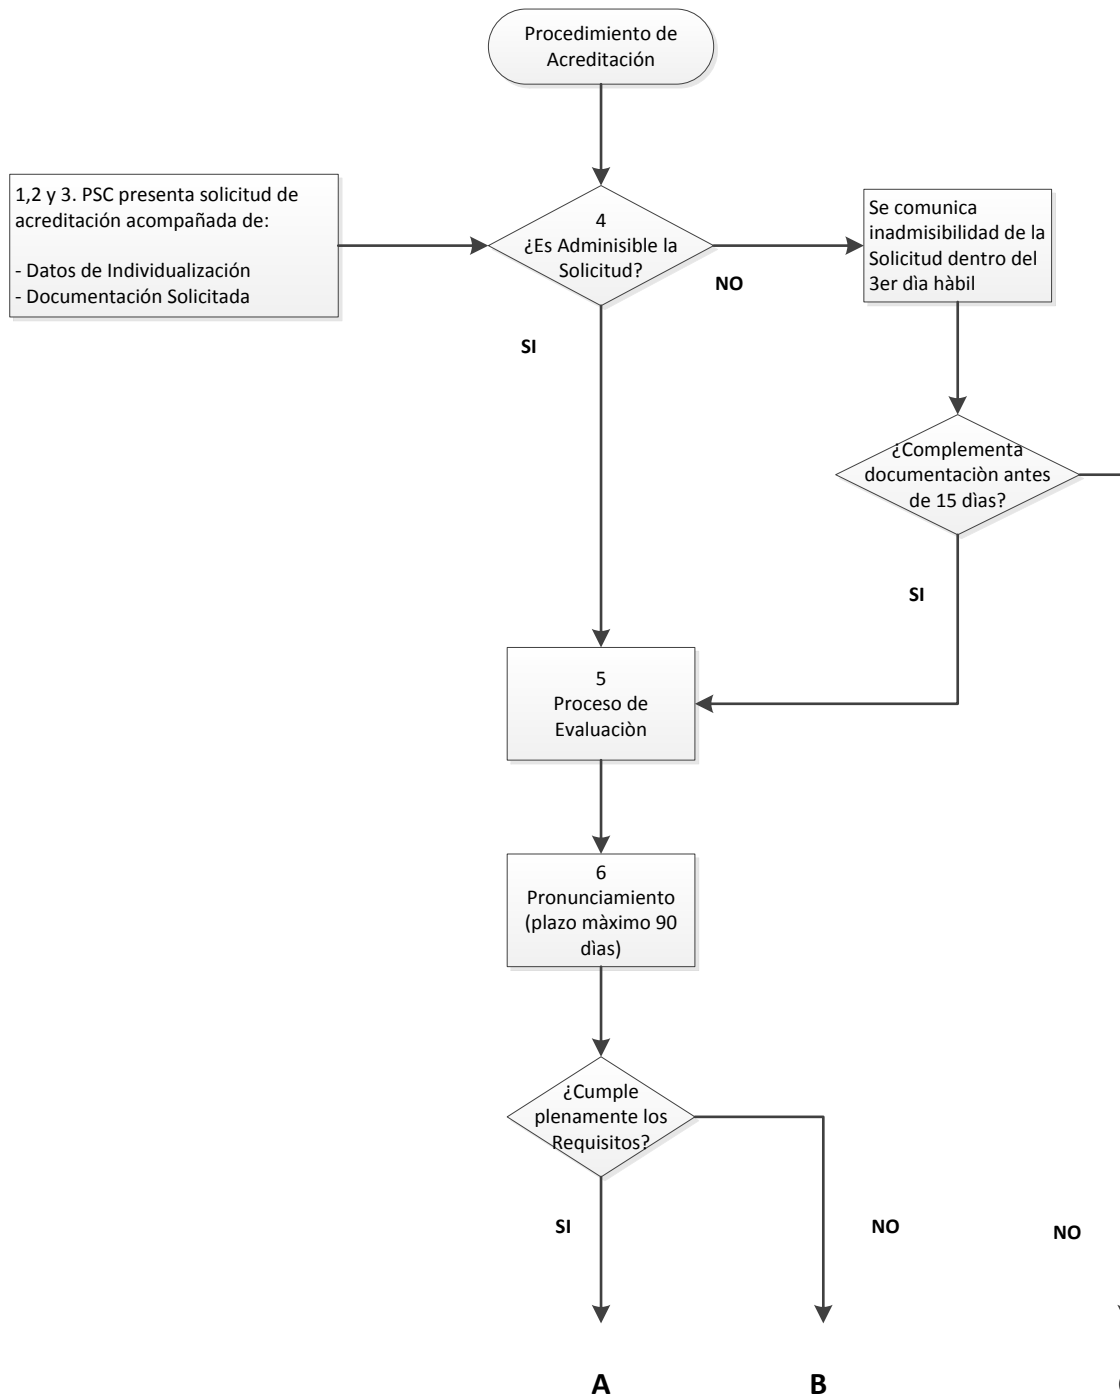 Procedimiento de
Acreditación
1,2 y 3. PSC presenta solicitud de
acreditación acompañada de:
- Datos de Individualización
- Documentación Solicitada
4
¿Es Adminisible la
Solicitud?
NO
SI
Se comunica
inadmisibilidad de la
Solicitud dentro del
3er dìa hàbil
¿Complementa
documentaciòn antes
de 15 dìas?
SI
5
Proceso de
Evaluaciòn
6
Pronunciamiento
(plazo màximo 90
dìas)
¿Cumple
plenamente los
Requisitos?
SI
NO
NO
A
B